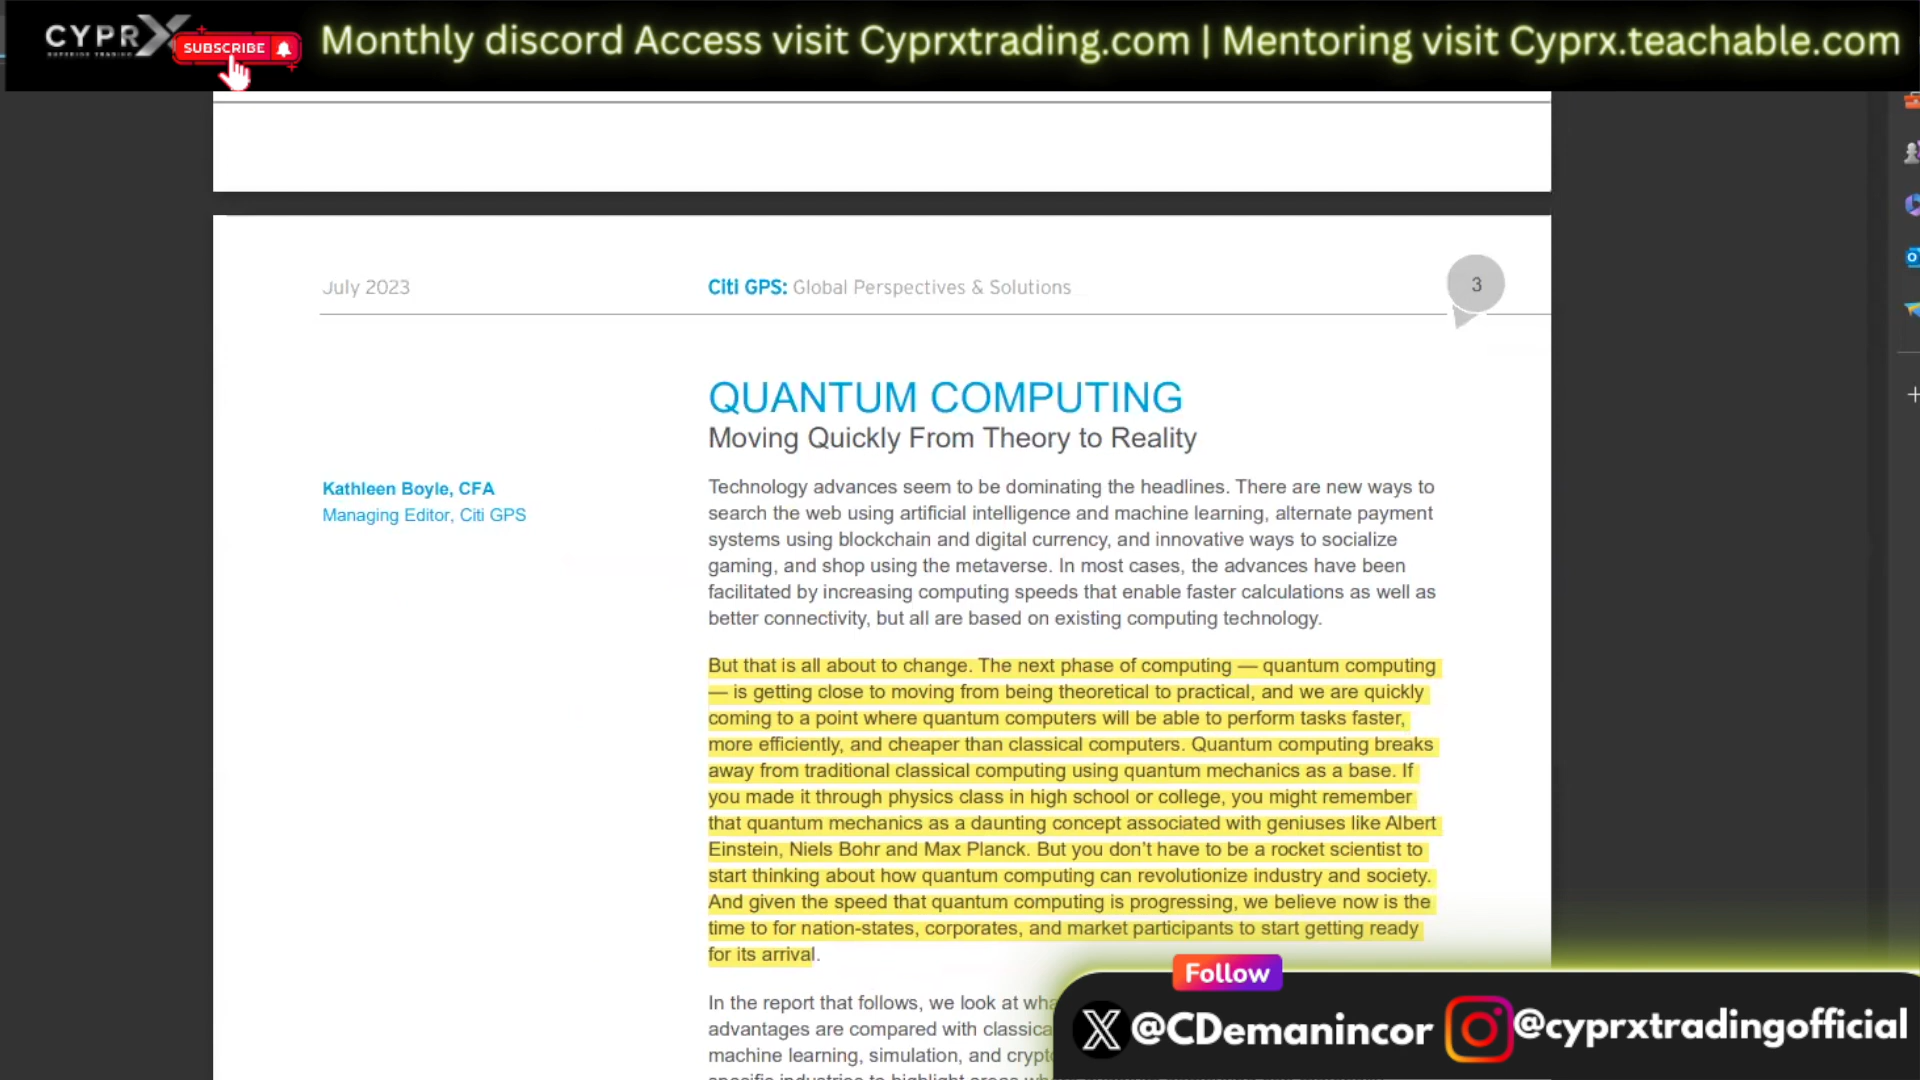 CYPRX
SUPERIOR TRADING
SUBSCRIBE
Monthly discord Access visit Cyprxtrading.com | Mentoring visit Cyprx.teachable.com
July 2023
Citi GPS: Global Perspectives & Solutions
3
QUANTUM COMPUTING
Moving Quickly From Theory to Reality
Kathleen Boyle, CFA
Managing Editor, Citi GPS
Technology advances seem to be dominating the headlines. There are new ways to
search the web using artificial intelligence and machine learning, alternate payment
systems using blockchain and digital currency, and innovative ways to socialize
gaming, and shop using the metaverse. In most cases, the advances have been
facilitated by increasing computing speeds that enable faster calculations as well as
better connectivity, but all are based on existing computing technology.
But that is all about to change. The next phase of computing — quantum computing
— is getting close to moving from being theoretical to practical, and we are quickly
coming to a point where quantum computers will be able to perform tasks faster,
more efficiently, and cheaper than classical computers. Quantum computing breaks
away from traditional classical computing using quantum mechanics as a base. If
you made it through physics class in high school or college, you might remember
that quantum mechanics as a daunting concept associated with geniuses like Albert
Einstein, Niels Bohr and Max Planck. But you don't have to be a rocket scientist to
start thinking about how quantum computing can revolutionize industry and society.
And given the speed that quantum computing is progressing, we believe now is the
time to for nation-states, corporates, and market participants to start getting ready
for its arrival.
In the report that follows, we look at
advantages are compared with
machine learning, simulation, and
Follow
@CDemanincor
@cyprxtradingofficial